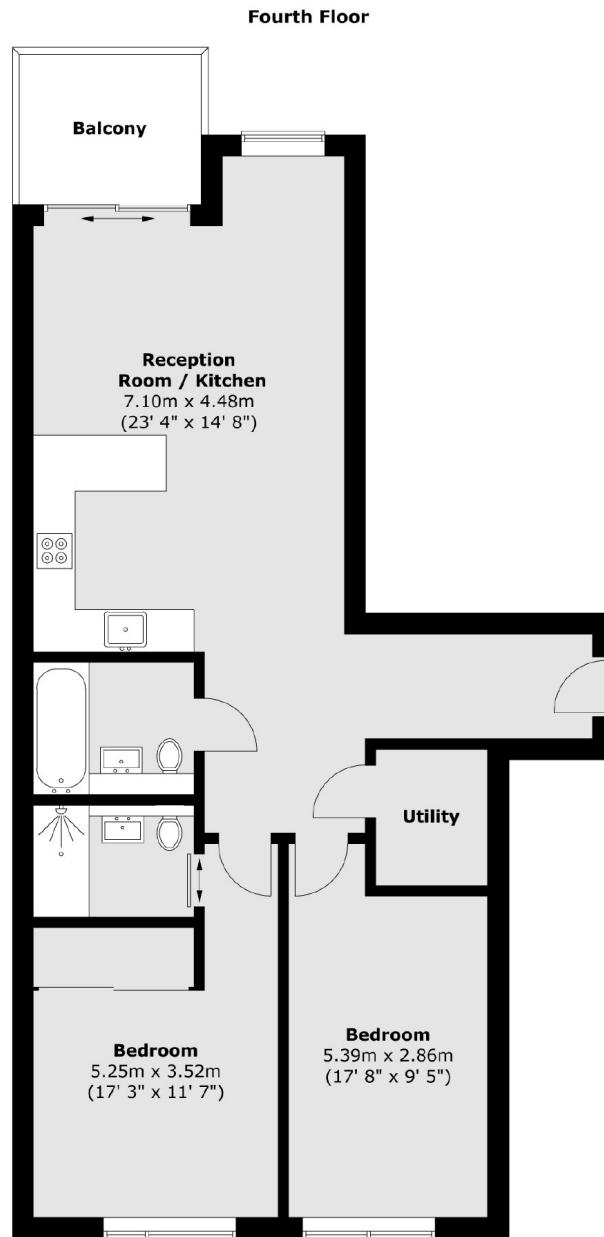 Fourth Floor
Balcony
Reception
Room / Kitchen
7.10m x 4.48m
(23' 4" x 14' 8")
Utility
Bedroom
5.25m x 3.52m
(17' 3" x 11' 7")
Bedroom
5.39m x 2.86m
(17' 8" x 9' 5")